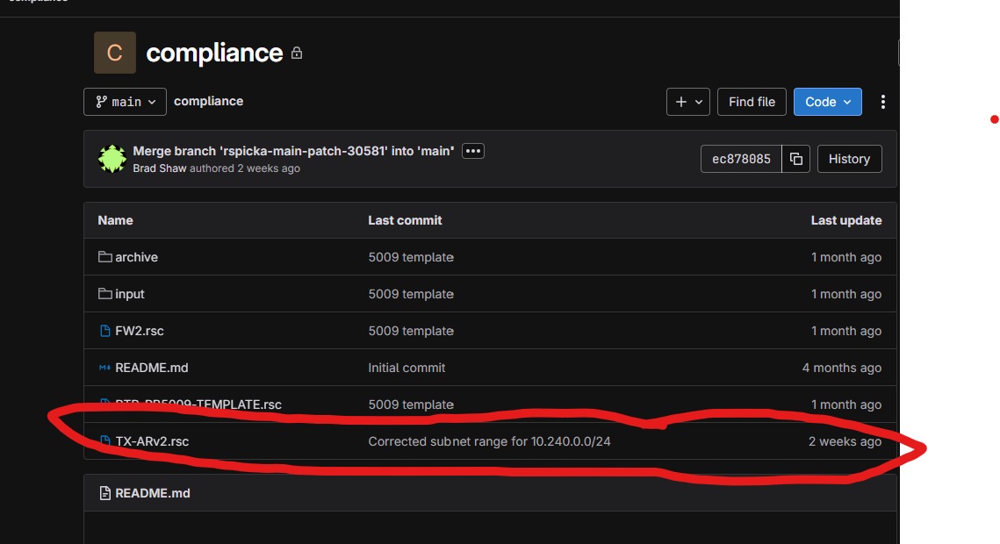 compliance
C
compliance
main
compliance
Find file
Code
Merge branch 'rspicka-main-patch-30581' into 'main'
Brad Shaw authored 2 weeks ago
ec878085
History
Name Last commit Last update
archive 5009 template 1 month ago
input 5009 template 1 month ago
FW2.rsc 5009 template 1 month ago
README.md Initial commit 4 months ago
RTR-RB5009-TEMPLATE.rsc 5009 template 1 month ago
TX-ARv2.rsc Corrected subnet range for 10.240.0.0/24 2 weeks ago
README.md